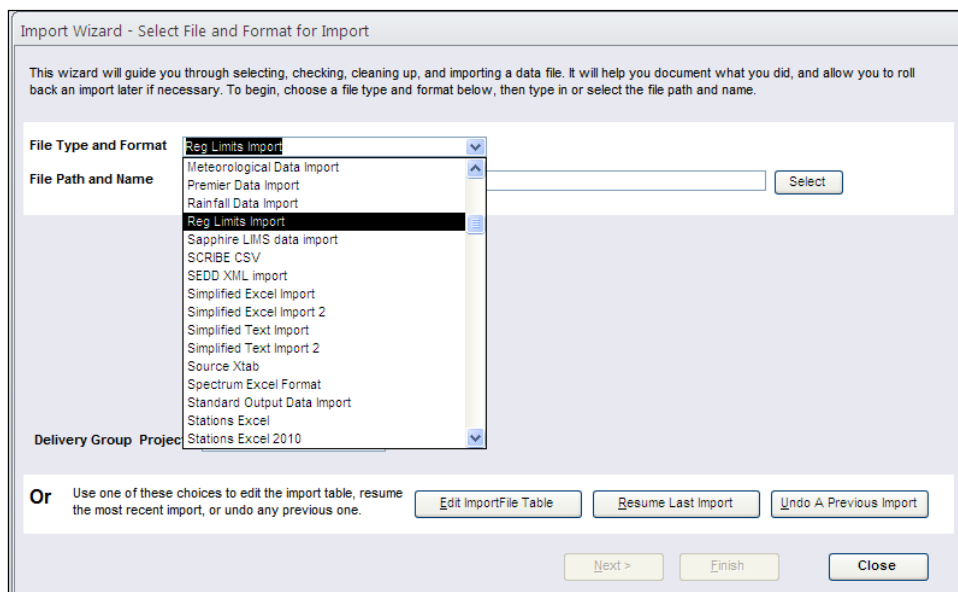 Import Wizard - Select File and Format for Import
This wizard will guide you through selecting, checking, cleaning up, and importing a data file. It will help you document what you did, and allow you to roll
back an import later if necessary. To begin, choose a file type and format below, then type in or select the file path and name.
File Type and Format
Reg Limits Import
File Path and Name
Select
Meteorological Data Import
Premier Data Import
Rainfall Data Import
Reg Limits Import
Sapphire LIMS data import
SCRIBE CSV
SEDD XML import
Simplified Excel Import
Simplified Excel Import 2
Simplified Text Import
Simplified Text Import 2
Source Xtab
Spectrum Excel Format
Standard Output Data Import
Stations Excel
Stations Excel 2010
Delivery Group Projec
Or
Use one of these choices to edit the import table, resume
the most recent import, or undo any previous one.
Edit ImportFile Table
Resume Last Import
Undo A Previous Import
Next >
Finish
Close